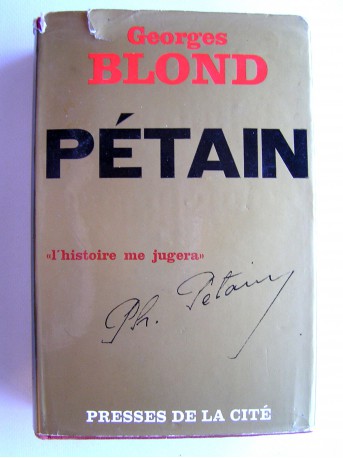 Georges
BLOND
PÉTAIN
«l'histoire me jugera»
Ph. Pétain
PRESSES DE LA CITÉ